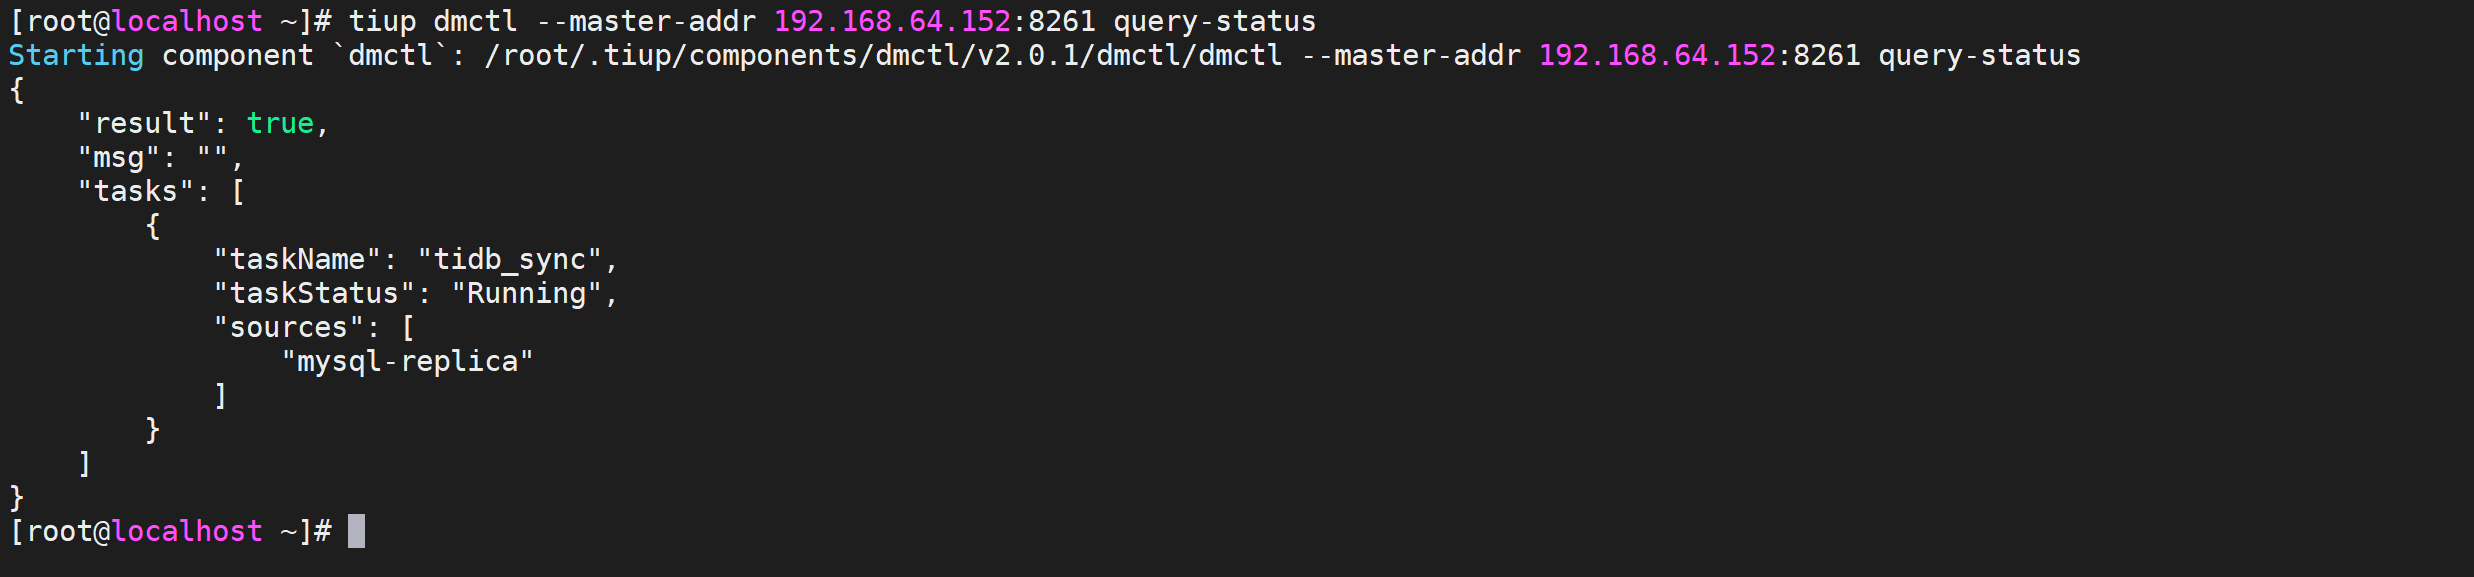 [root@localhost ~]# tiup dmctl --master-addr 192.168.64.152:8261 query-status
Starting component `dmctl`: /root/.tiup/components/dmctl/v2.0.1/dmctl/dmctl --master-addr 192.168.64.152:8261 query-status
{
    "result": true,
    "msg": "",
    "tasks": [
        {
            "taskName": "tidb_sync",
            "taskStatus": "Running",
            "sources": [
                "mysql-replica"
            ]
        }
    ]
}
[root@localhost ~]#